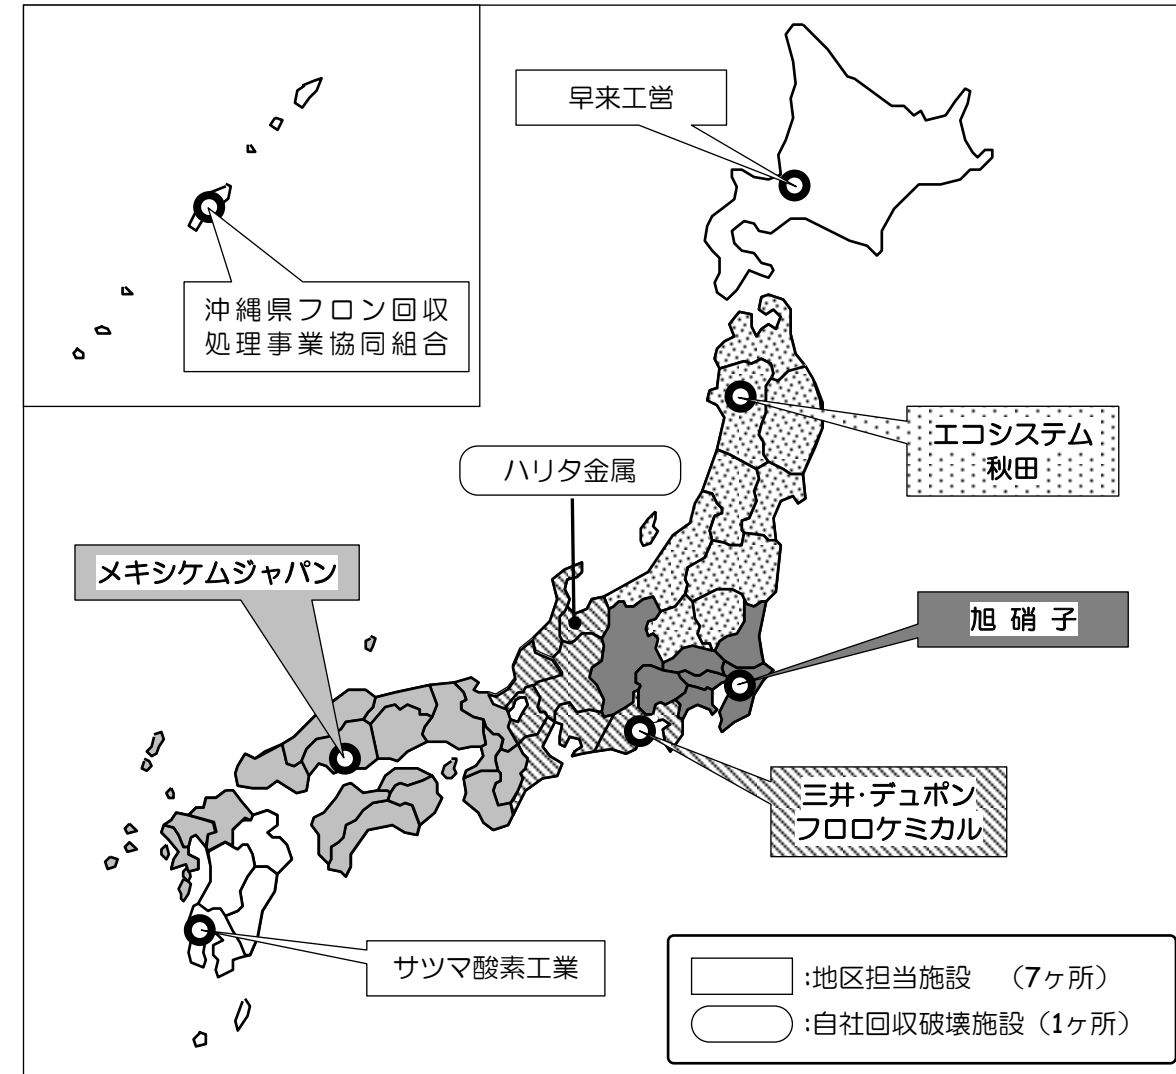 早来工営
沖縄県フロン回収
処理事業協同組合
エコシステム
秋田
ハリタ金属
メキシケムジャパン
旭硝子
三井・デュポン
フロロケミカル
サツマ酸素工業
:地区担当施設 （7ヶ所）
:自社回収破壊施設（1ヶ所）